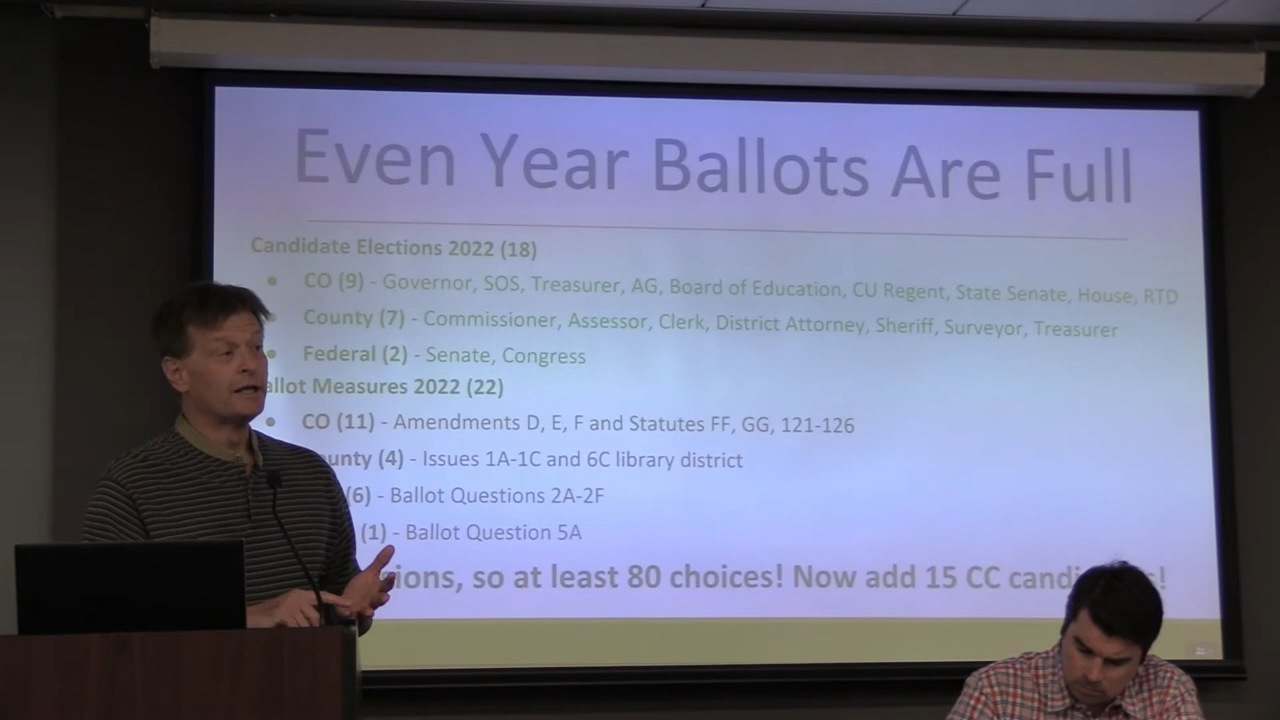 Even Year Ballots Are Full
Candidate Elections 2022 (18)
• CO (9) - Governor, SOS, Treasurer, AG, Board of Education, CU Regent, State Senate, House, RTD
County (7) - Commissioner, Assessor, Clerk, District Attorney, Sheriff, Surveyor, Treasurer
• Federal (2) - Senate, Congress
allot Measures 2022 (22)
• CO (11) - Amendments D, E, F and Statutes FF, GG, 121-126
unty (4) - Issues 1A-1C and 6C library district
(6) - Ballot Questions 2A-2F
(1) - Ballot Question 5A
ions, so at least 80 choices! Now add 15 CC cand